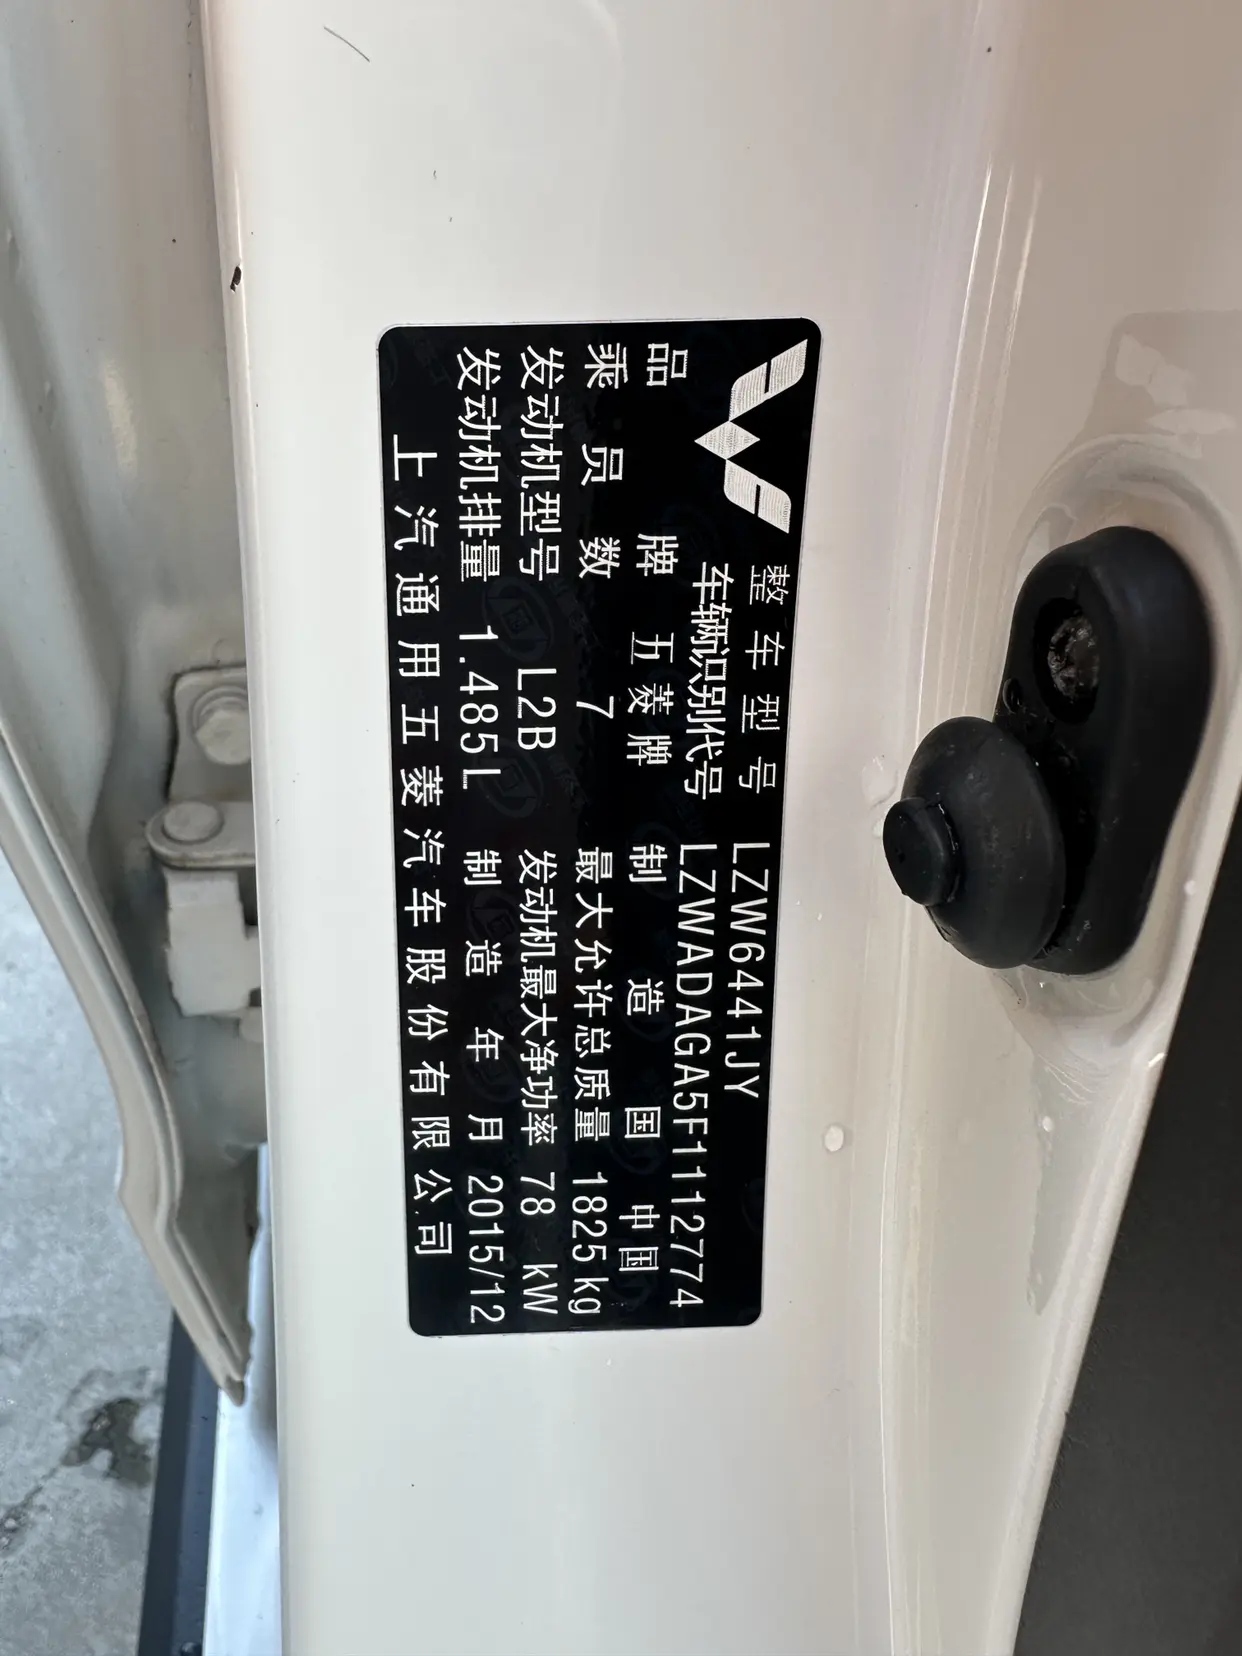 整车型号 LZW6441JY
车辆识别代号 LZWADAGA5F1112774
品牌 五菱牌 制造国 中国
乘员数 7 最大允许总质量 1825kg
发动机型号 L2B 发动机最大净功率 78 kW
发动机排量 1.485L 制造年月 2015/12
上汽通用五菱汽车股份有限公司